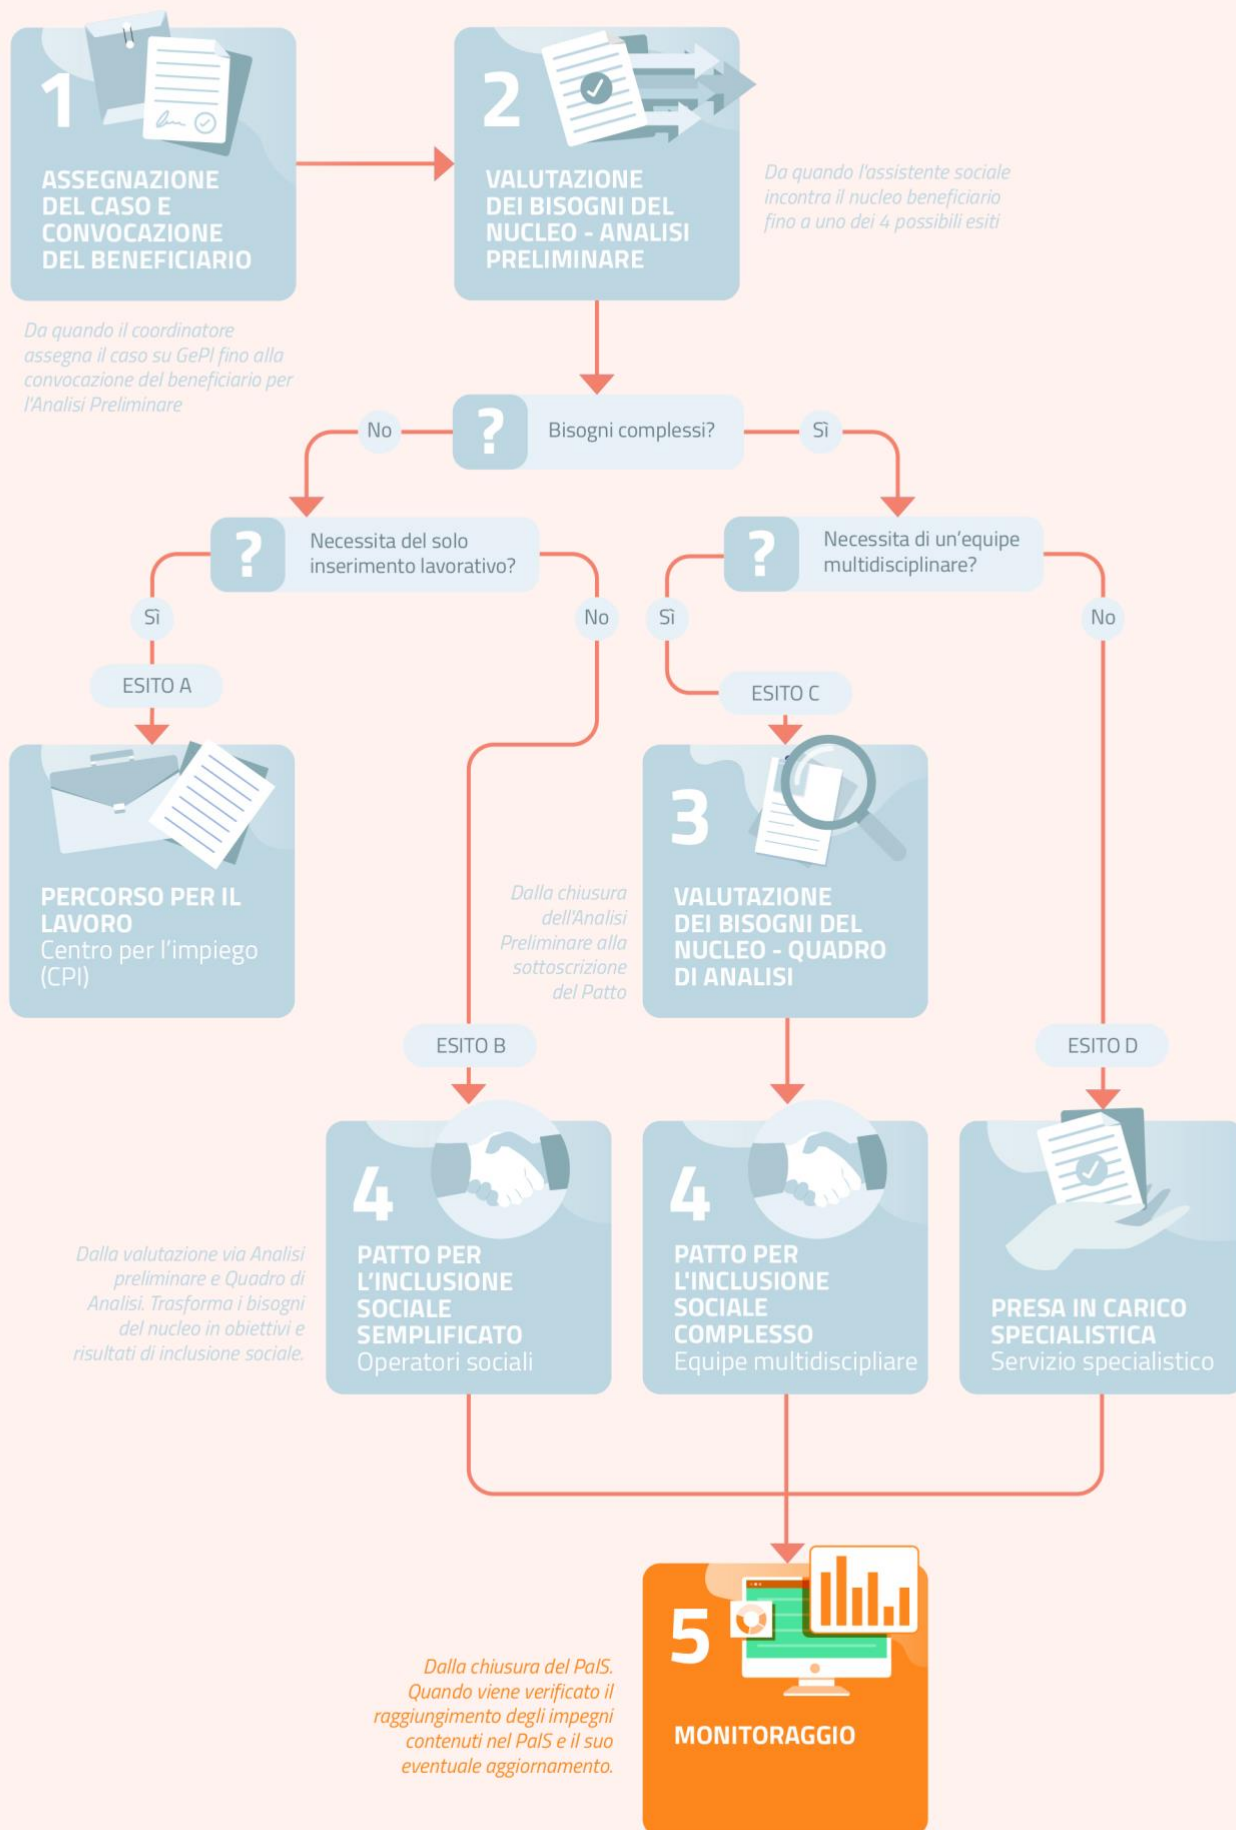 1
ASSEGNAZIONE
DEL CASO E
CONVOCAZIONE
DEL BENEFICIARIO
Da quando il coordinatore
assegna il caso su GePI fino alla
convocazione del beneficiario per
l'Analisi Preliminare
2
VALUTAZIONE
DEI BISOGNI DEL
NUCLEO - ANALISI
PRELIMINARE
Da quando l'assistente sociale
incontra il nucleo beneficiario
fino a uno dei 4 possibili esiti
No
?
Bisogni complessi?
Sì
?
Necessita del solo
inserimento lavorativo?
?
Necessita di un'equipe
multidisciplinare?
Sì
No
Sì
No
ESITO A
ESITO C
PERCORSO PER IL
LAVORO
Centro per l'impiego
(CPI)
Dalla chiusura
dell'Analisi
Preliminare alla
sottoscrizione
del Patto
3
VALUTAZIONE
DEI BISOGNI DEL
NUCLEO - QUADRO
DI ANALISI
ESITO B
ESITO D
Dalla valutazione via Analisi
preliminare e Quadro di
Analisi. Trasforma i bisogni
del nucleo in obiettivi e
risultati di inclusione sociale.
4
PATTO PER
L'INCLUSIONE
SOCIALE
SEMPLIFICATO
Operatori sociali
4
PATTO PER
L'INCLUSIONE
SOCIALE
COMPLESSO
Equipe multidiscipliare
PRESA IN CARICO
SPECIALISTICA
Servizio specialistico
Dalla chiusura del PaIS.
Quando viene verificato il
raggiungimento degli impegni
contenuti nel PaIS e il suo
eventuale aggiornamento.
5
MONITORAGGIO